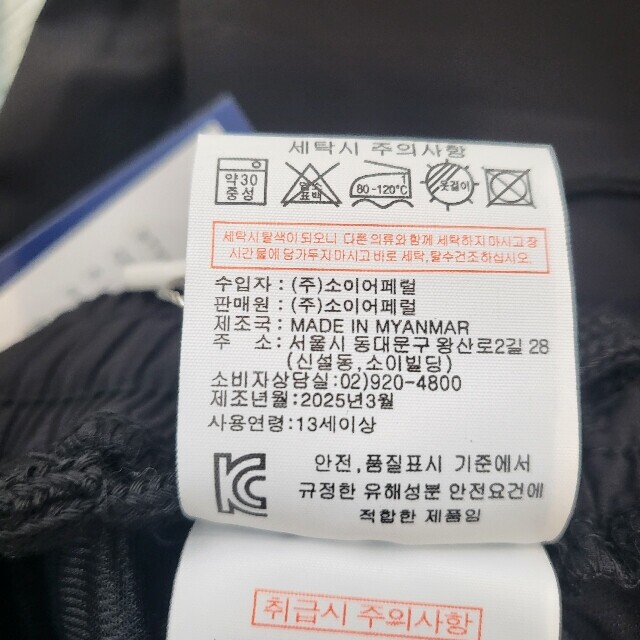 세탁시 주의사항
약30
중성
염소
표백
80-120℃
옷걸이
세탁시 탈색이 되오니 다른 의류와 함께 세탁하지 마시고 장
시간 물에 담가두지 마시고 바로 세탁,탈수건조하십시오.
수입자 : (주)소이어페럴
판매원 : (주)소이어페럴
제조국 : MADE IN MYANMAR
주 소 : 서울시 동대문구 왕산로2길 28
(신설동,소이빌딩)
소비자상담실:02)920-4800
제조년월:2025년3월
사용연령:13세이상
안전,품질표시 기준에서
규정한 유해성분 안전요건에
적합한 제품임
취급시 주의사항